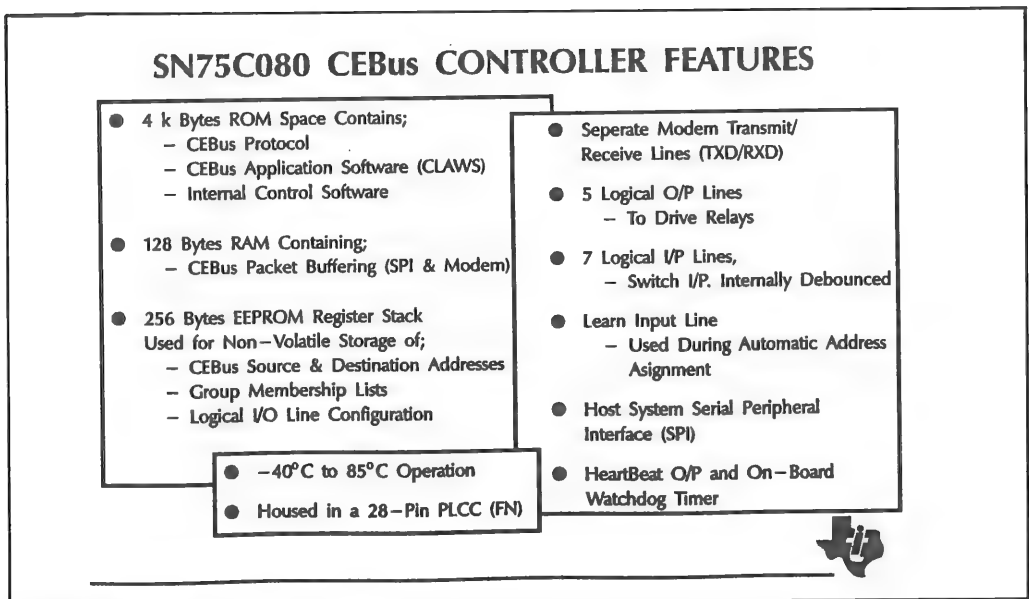 SN75C080 CEBus CONTROLLER FEATURES
● 4 k Bytes ROM Space Contains;
– CEBus Protocol
– CEBus Application Software (CLAWS)
– Internal Control Software
● 128 Bytes RAM Containing;
– CEBus Packet Buffering (SPI & Modem)
● 256 Bytes EEPROM Register Stack
Used for Non–Volatile Storage of;
– CEBus Source & Destination Addresses
– Group Membership Lists
– Logical I/O Line Configuration
● Seperate Modem Transmit/
Receive Lines (TXD/RXD)
● 5 Logical O/P Lines
– To Drive Relays
● 7 Logical I/P Lines,
– Switch I/P. Internally Debounced
● Learn Input Line
– Used During Automatic Address
Asignment
● Host System Serial Peripheral
Interface (SPI)
● HeartBeat O/P and On–Board
Watchdog Timer
● –40°C to 85°C Operation
● Housed in a 28–Pin PLCC (FN)